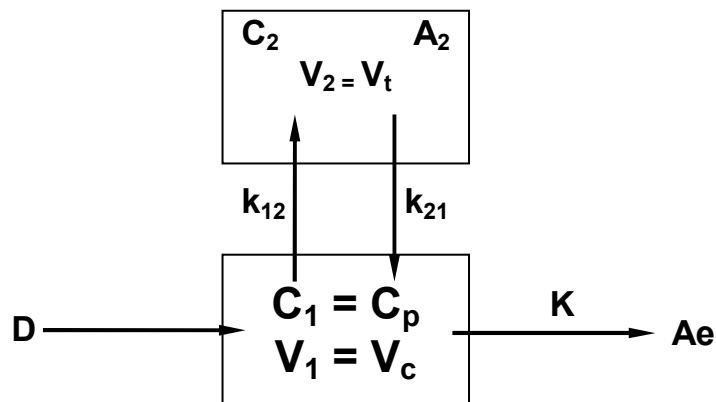 C₂ A₂
V₂ = Vₜ
k₁₂ k₂₁
C₁ = Cₚ
K
D
Ae
V₁ = V꜀